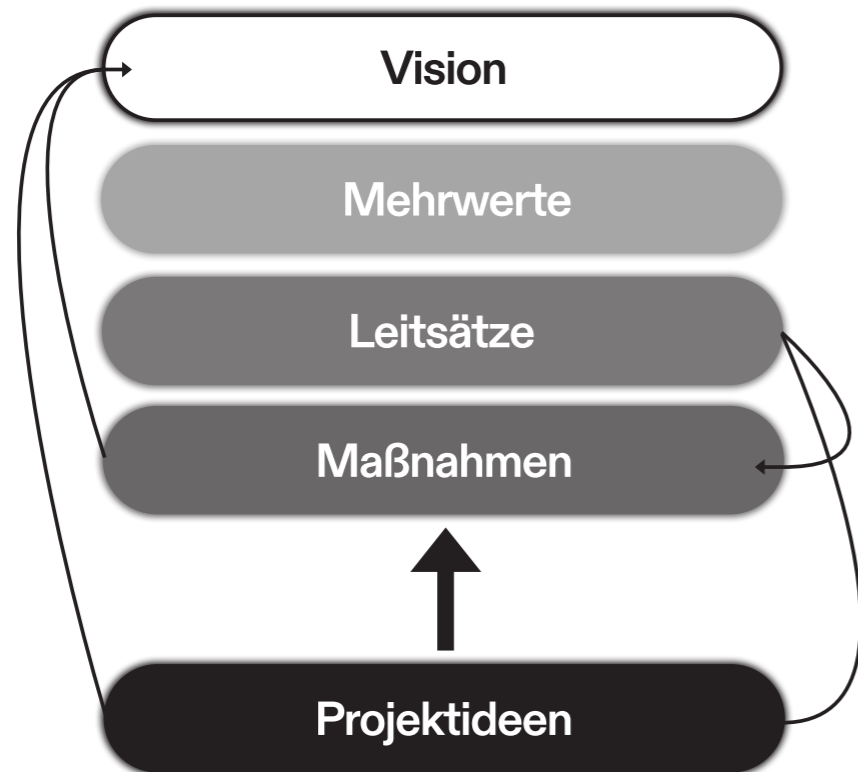 Vision
Mehrwerte
Leitsätze
Maßnahmen
Projektideen